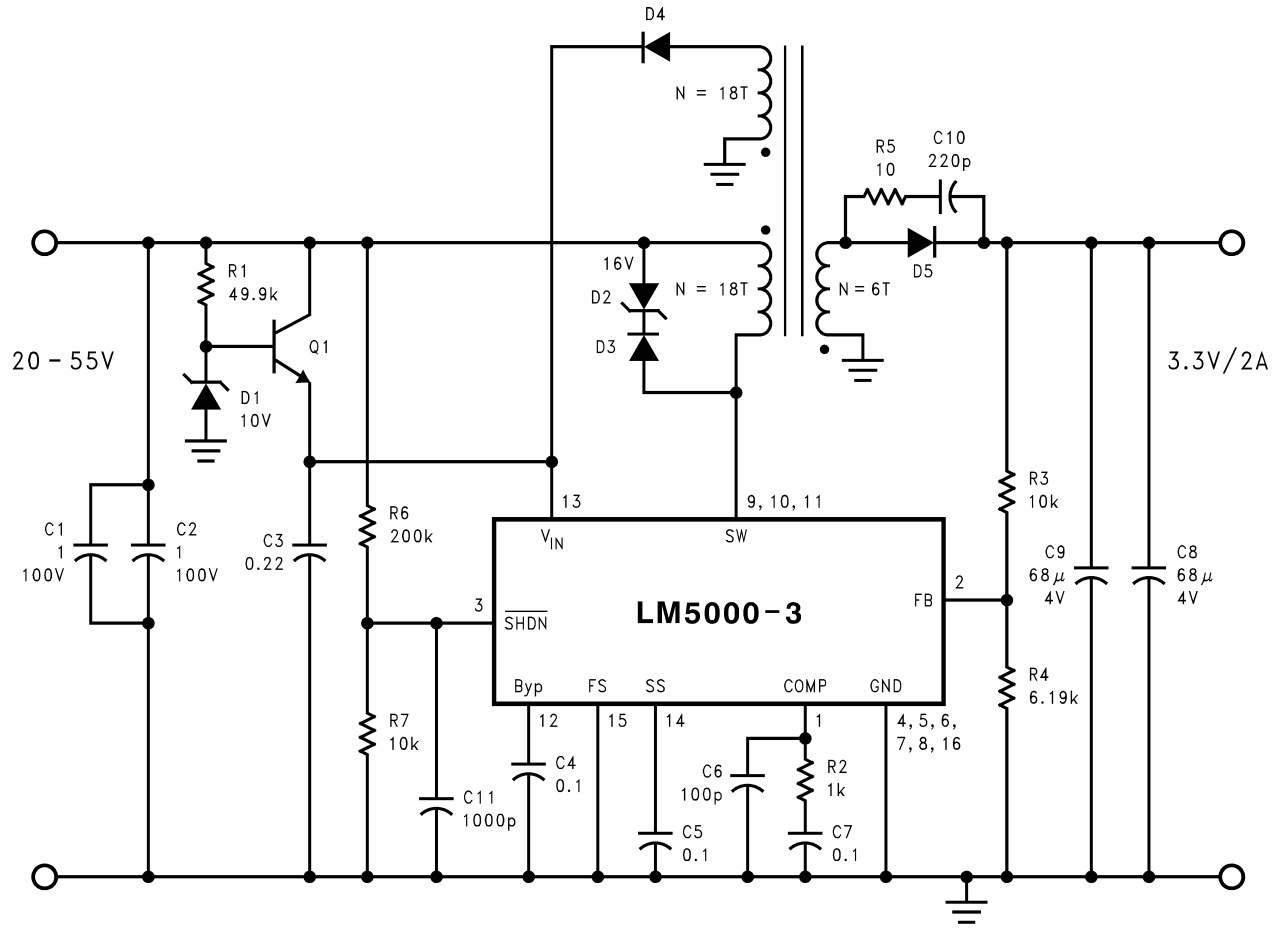 D4
N = 18T
C10
220p
R5
10
R1
49.9k
16V
D2
N = 18T
N = 6T
D5
20 - 55V
Q1
D3
3.3V/2A
D1
10V
13
9, 10, 11
R3
10k
C1
1
100V
C2
1
100V
C3
0.22
R6
200k
VIN
SW
C9
68μ
4V
C8
68μ
4V
2
FB
3
SHDN
LM5000-3
Byp
FS
SS
COMP
GND
R4
6.19k
12
15
14
1
4, 5, 6,
7, 8, 16
R7
10k
C4
0.1
C6
100p
R2
1k
C11
1000p
C5
0.1
C7
0.1